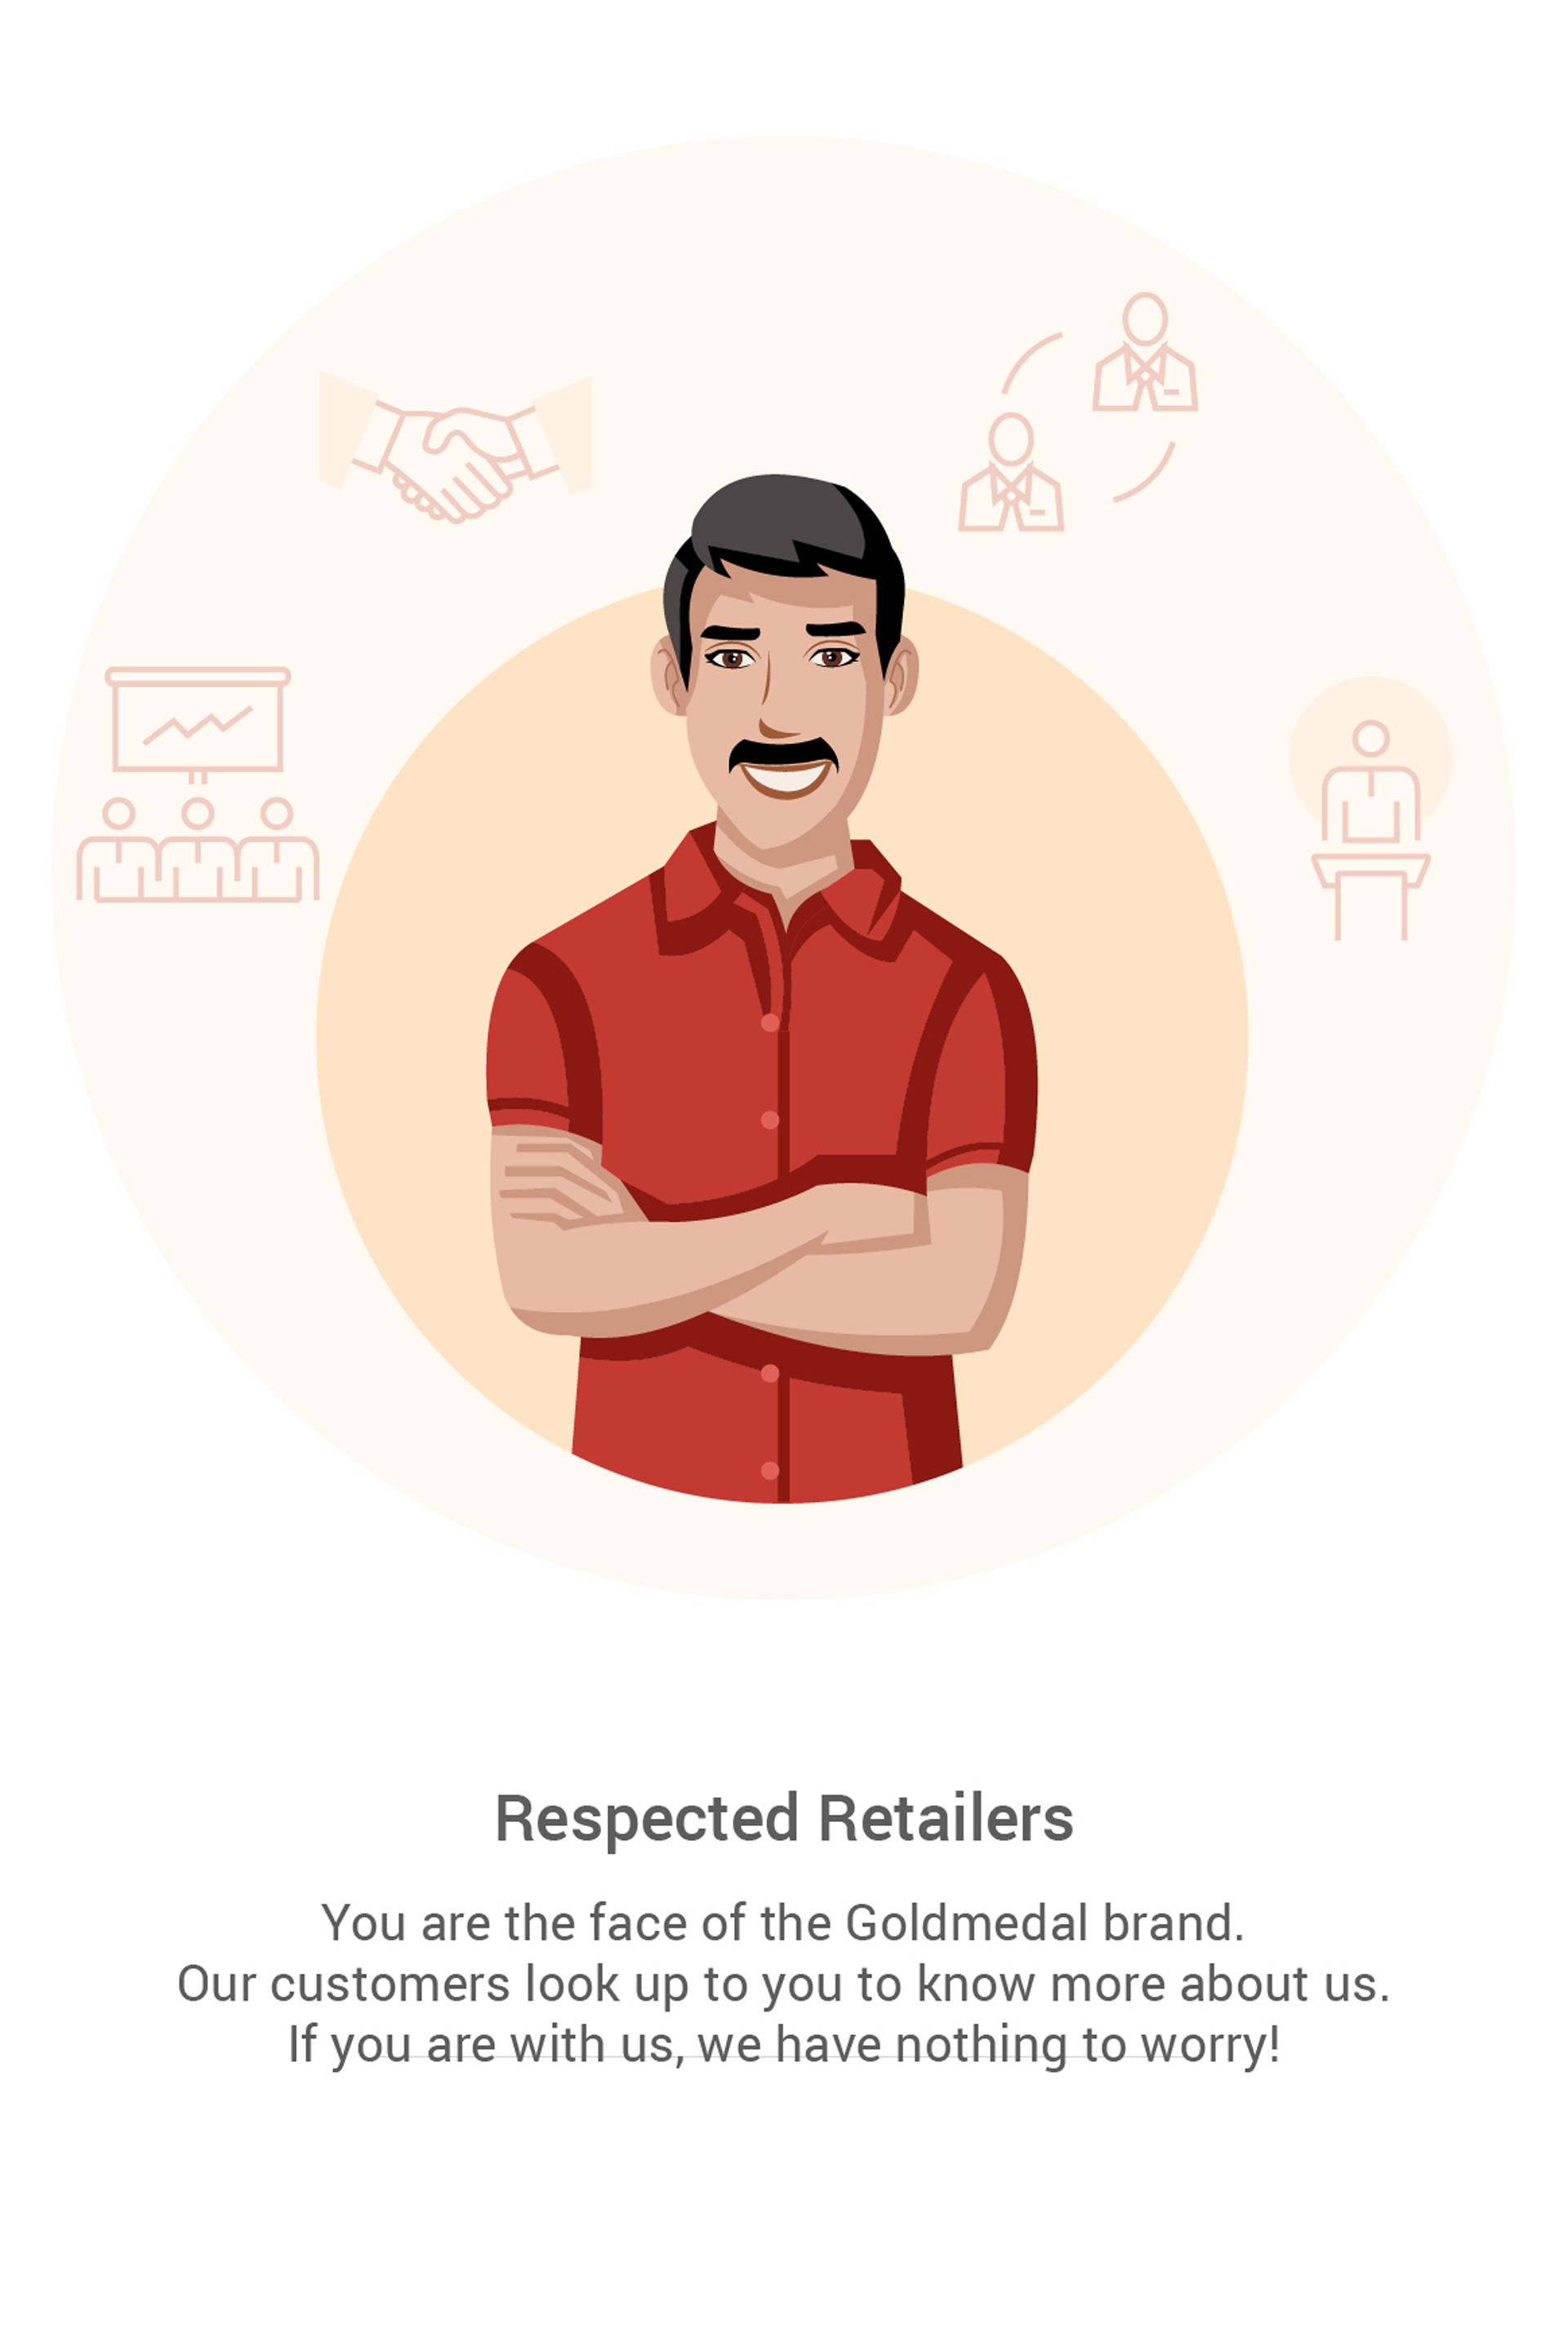 Respected Retailers
You are the face of the Goldmedal brand.
Our customers look up to you to know more about us.
If you are with us, we have nothing to worry!